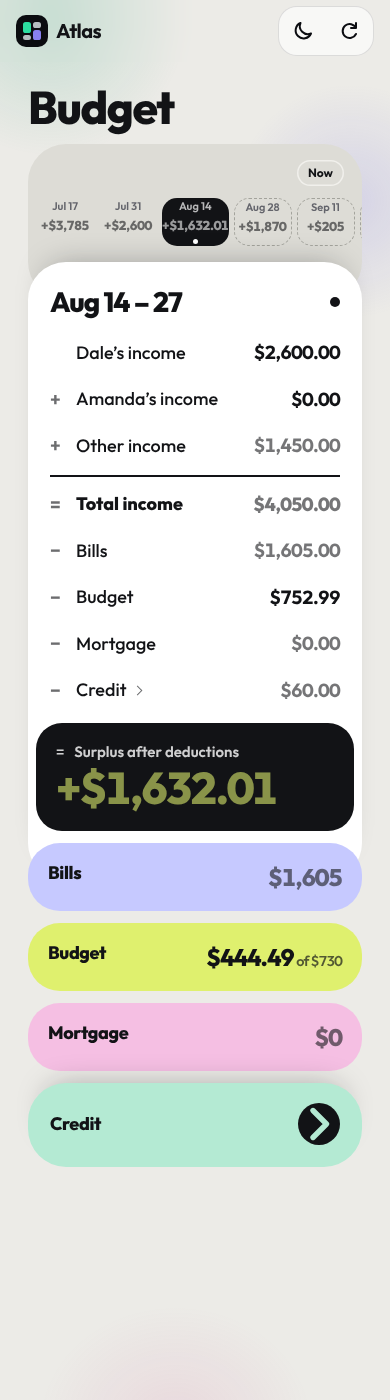 Atlas
Budget
Now
Jul 17 Jul 31 Aug 14 Aug 28 Sep 11
+$3,785 +$2,600 +$1,632.01 +$1,870 +$205
Aug 14 – 27
Dale’s income $2,600.00
+ Amanda’s income $0.00
+ Other income $1,450.00
= Total income $4,050.00
− Bills $1,605.00
− Budget $752.99
− Mortgage $0.00
− Credit > $60.00
= Surplus after deductions
+$1,632.01
Bills $1,605
Budget $444.49 of $730
Mortgage $0
Credit